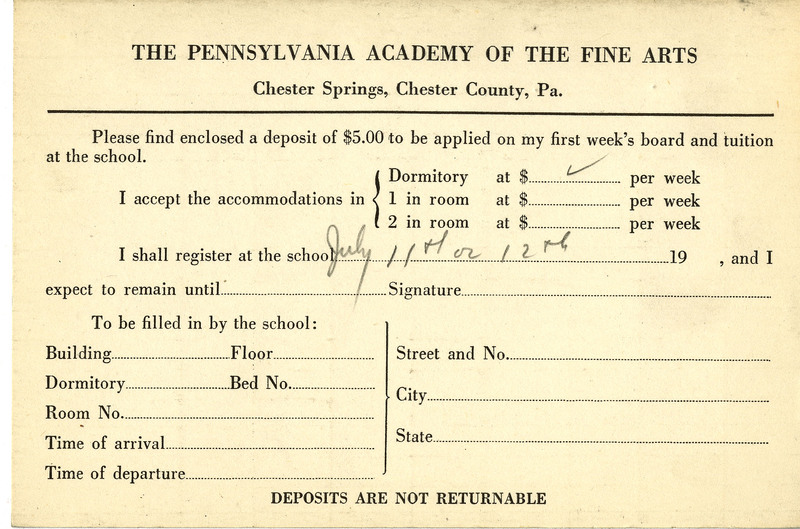 THE PENNSYLVANIA ACADEMY OF THE FINE ARTS
Chester Springs, Chester County, Pa.
Please find enclosed a deposit of $5.00 to be applied on my first week's board and tuition
at the school.
I accept the accommodations in
Dormitory at $ ✓ per week
1 in room at $ per week
2 in room at $ per week
I shall register at the school July 11th or 12th 19 , and I
expect to remain until Signature
To be filled in by the school:
Building Floor
Dormitory Bed No.
Room No.
Time of arrival
Time of departure
Street and No.
City
State
DEPOSITS ARE NOT RETURNABLE